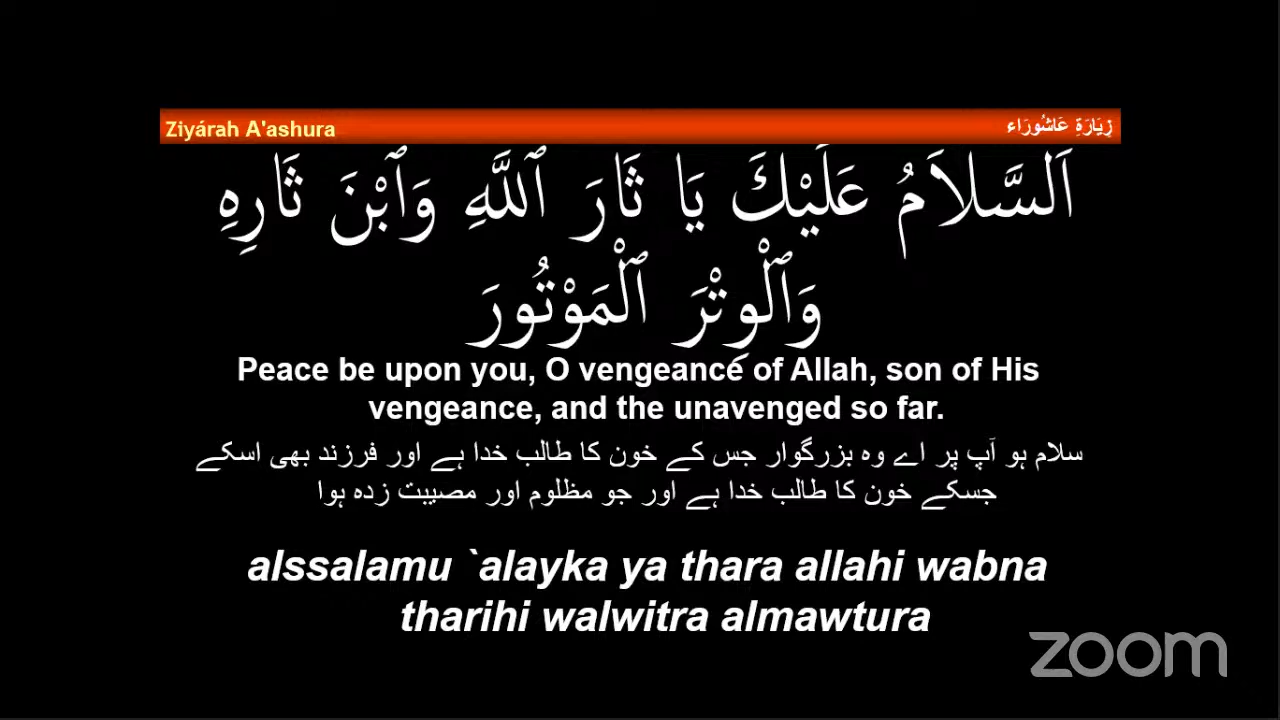 Ziyárah A'ashura
زِيَارَةِ عَاشُورَاء
اَلسَّلاَمُ عَلَيْكَ يَا ثَارَ ٱللَّهِ وَٱبْنَ ثَارِهِ
وَٱلْوِتْرَ ٱلْمَوْتُورَ
Peace be upon you, O vengeance of Allah, son of His
vengeance, and the unavenged so far.
سلام ہو آپ پر اے وہ بزرگوار جس کے خون کا طالب خدا ہے اور فرزند بھی اسکے
جسکے خون کا طالب خدا ہے اور جو مظلوم اور مصیبت زدہ ہوا
alssalamu `alayka ya thara allahi wabna
tharihi walwitra almawtura
zoom